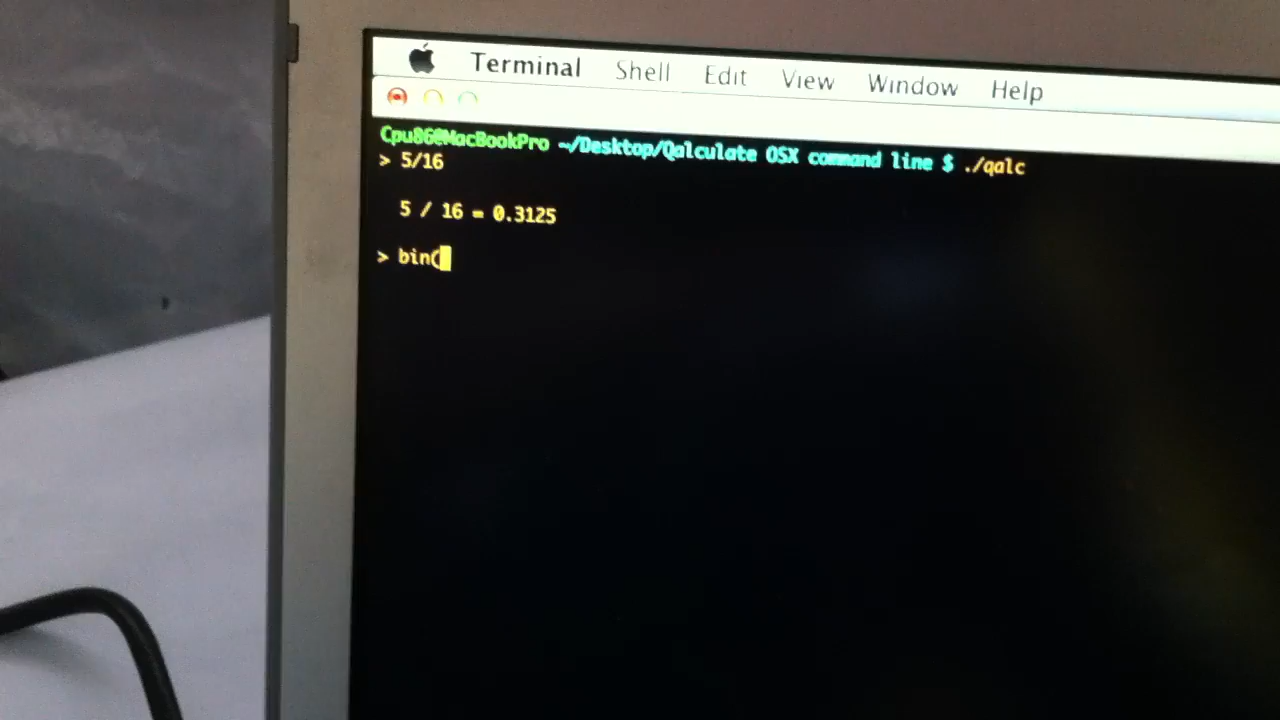 Terminal Shell Edit View Window Help
Cpu86@MacBookPro ~/Desktop/Qalculate OSX command line $ ./qalc
> 5/16
5 / 16 = 0.3125
> bin(